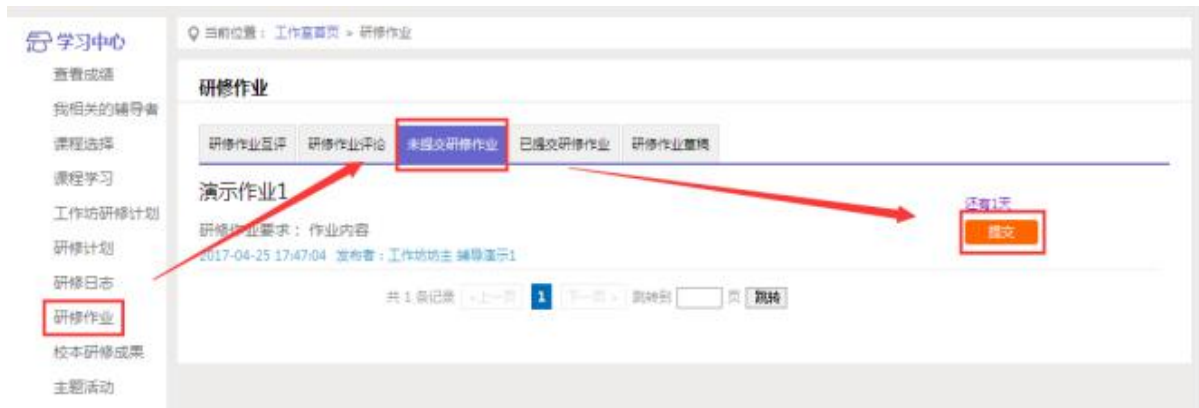 学习中心
查看成绩
我相关的辅导者
课程选择
课程学习
工作坊研修计划
研修计划
研修日志
研修作业
校本研修成果
主题活动
当前位置：工作室首页 » 研修作业
研修作业
研修作业互评 研修作业评论 未提交研修作业 已提交研修作业 研修作业草稿
演示作业1
还有1天
提交
研修作业要求：作业内容
2017-04-25 17:47:04 发布者：工作坊坊主 辅导演示1
共 1 条记录 «上一页 1 下一页» 跳转到 页 跳转